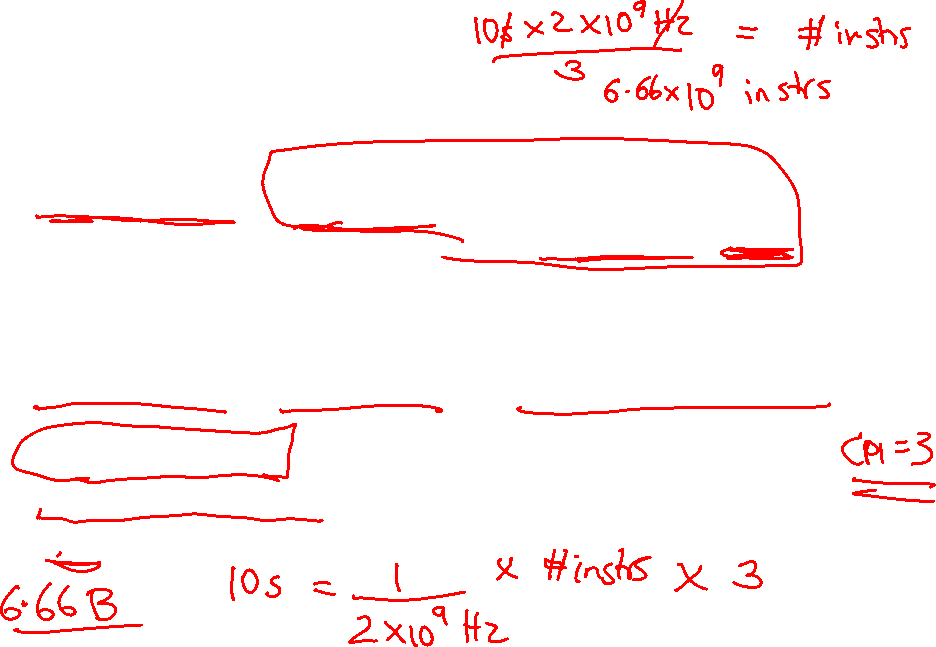 10s × 2 × 10⁹ Hz = # instrs
3
6.66×10⁹ instrs
CPI = 3
6.66 B
10s = 1 × #instrs × 3
2×10⁹ Hz